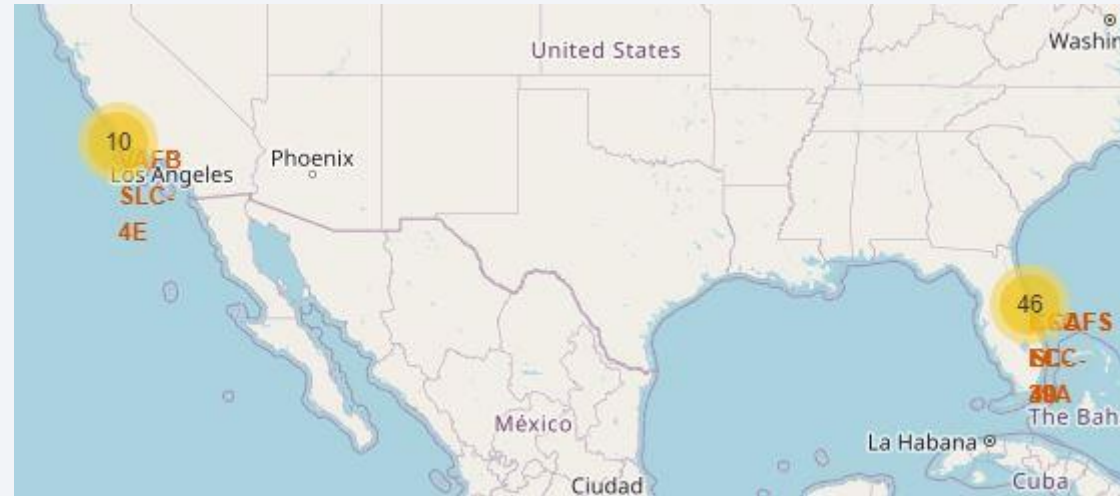 United States
Washin
10
VAFB
Los Angeles
SLC-
4E
Phoenix
46
México
The Bah
La Habana
Ciudad
Cuba